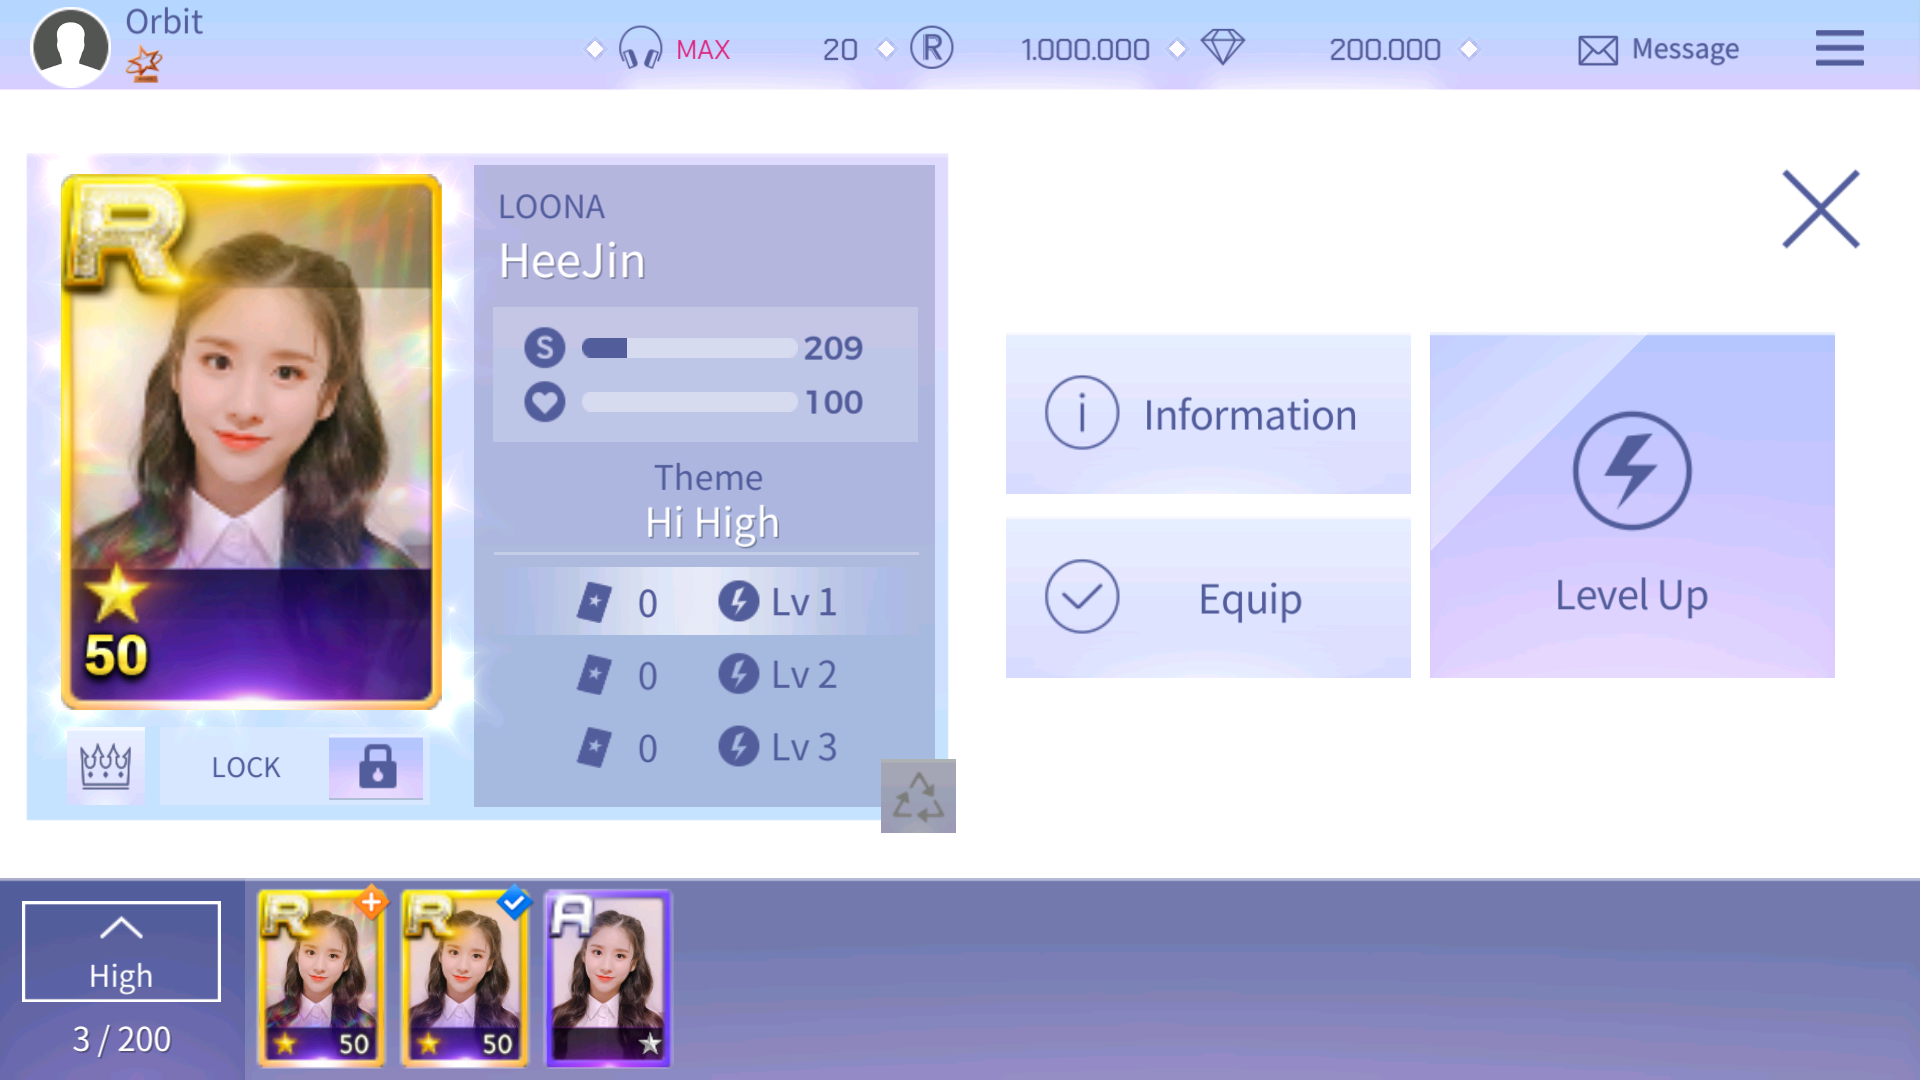 Orbit
MAX
20
R
1.000.000
200.000
Message
R
50
LOONA
HeeJin
S
209
100
Theme
Hi High
0
Lv 1
0
Lv 2
0
Lv 3
LOCK
i
Information
Equip
Level Up
High
3 / 200
R
50
R
50
A